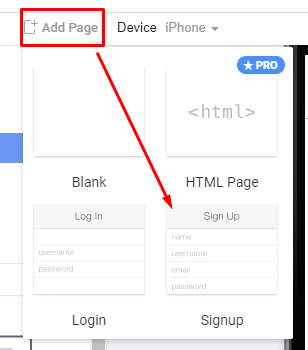 Add Page Device iPhone
★ PRO
<html>
Blank HTML Page
Log In Sign Up
name
username username
password email
password
Login Signup